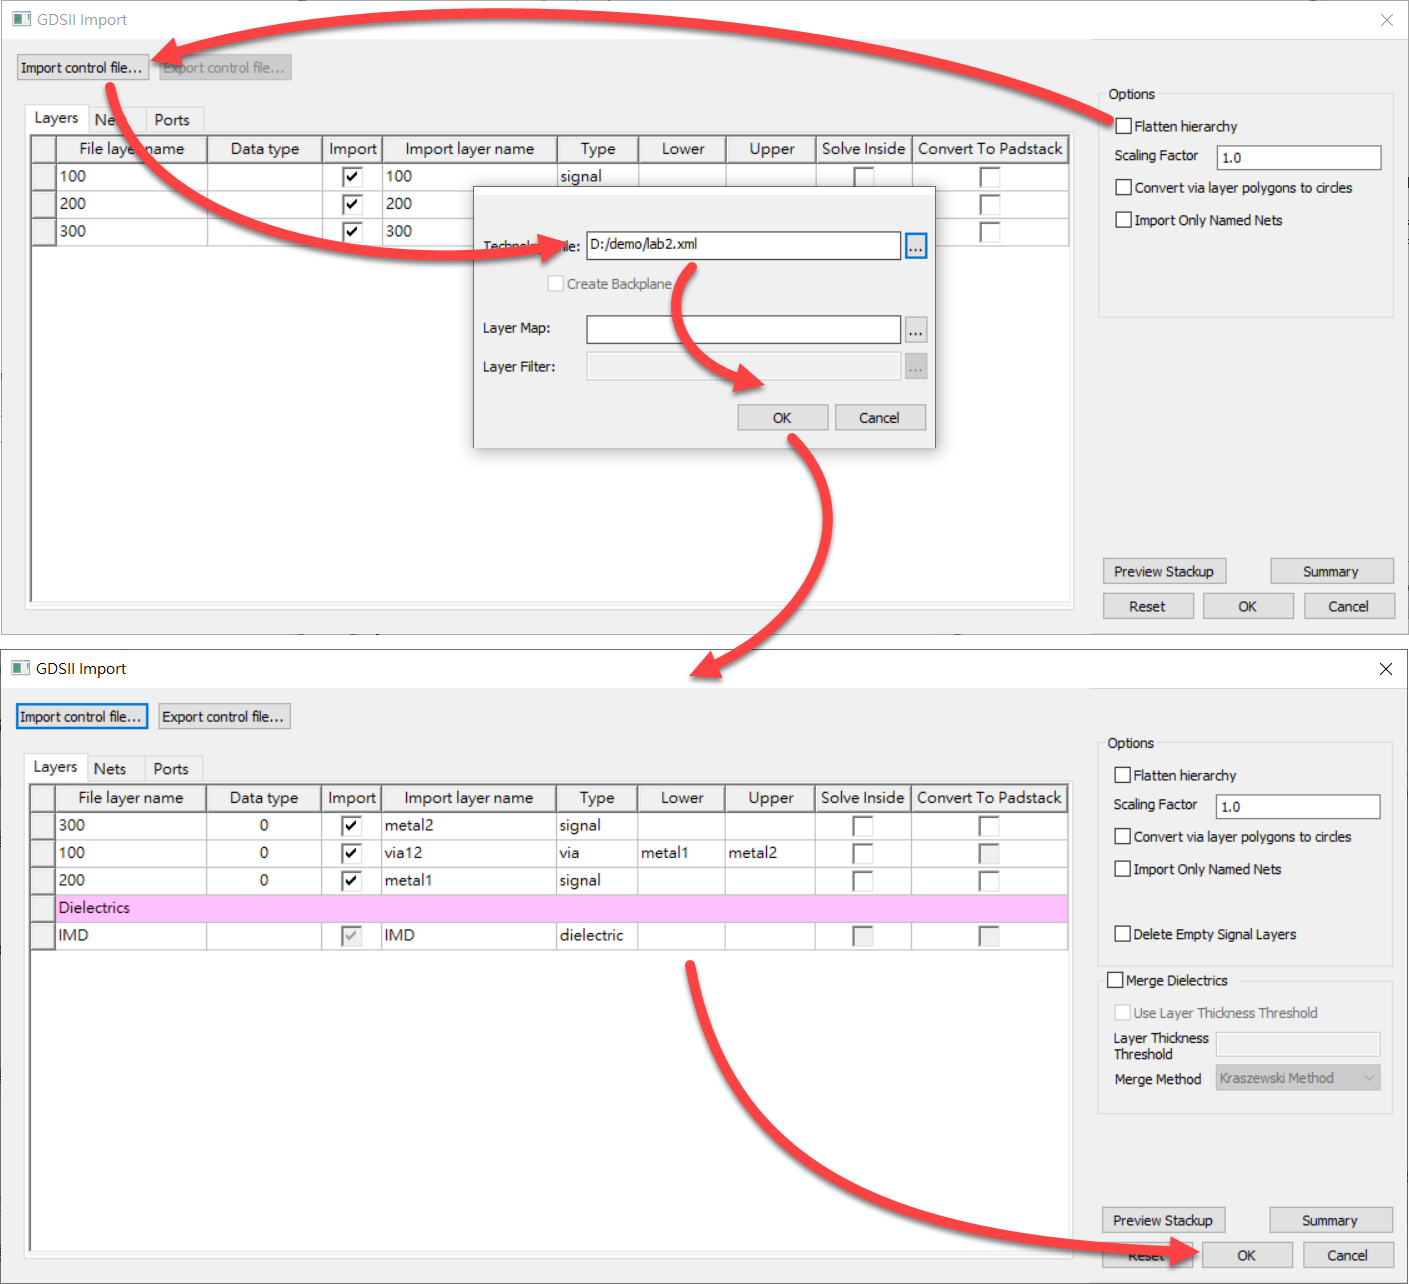 GDSII Import
Import control file... Export control file...
Layers Ports
File layer name Data type Import Import layer name Type Lower Upper Solve Inside Convert To Padstack
100 100 signal
200 200
300 300
D:/demo/lab2.xml
Create Backplane
Layer Map:
...
Layer Filter:
...
OK Cancel
Options
Flatten hierarchy
Scaling Factor 1.0
Convert via layer polygons to circles
Import Only Named Nets
Preview Stackup Summary
Reset OK Cancel
GDSII Import
Import control file... Export control file...
Layers Nets Ports
File layer name Data type Import Import layer name Type Lower Upper Solve Inside Convert To Padstack
300 0 metal2 signal
100 0 via12 via metal1 metal2
200 0 metal1 signal
Dielectrics
IMD IMD dielectric
Options
Flatten hierarchy
Scaling Factor 1.0
Convert via layer polygons to circles
Import Only Named Nets
Delete Empty Signal Layers
Merge Dielectrics
Use Layer Thickness Threshold
Layer Thickness
Threshold
Merge Method Kraszewski Method
Preview Stackup Summary
Reset OK Cancel